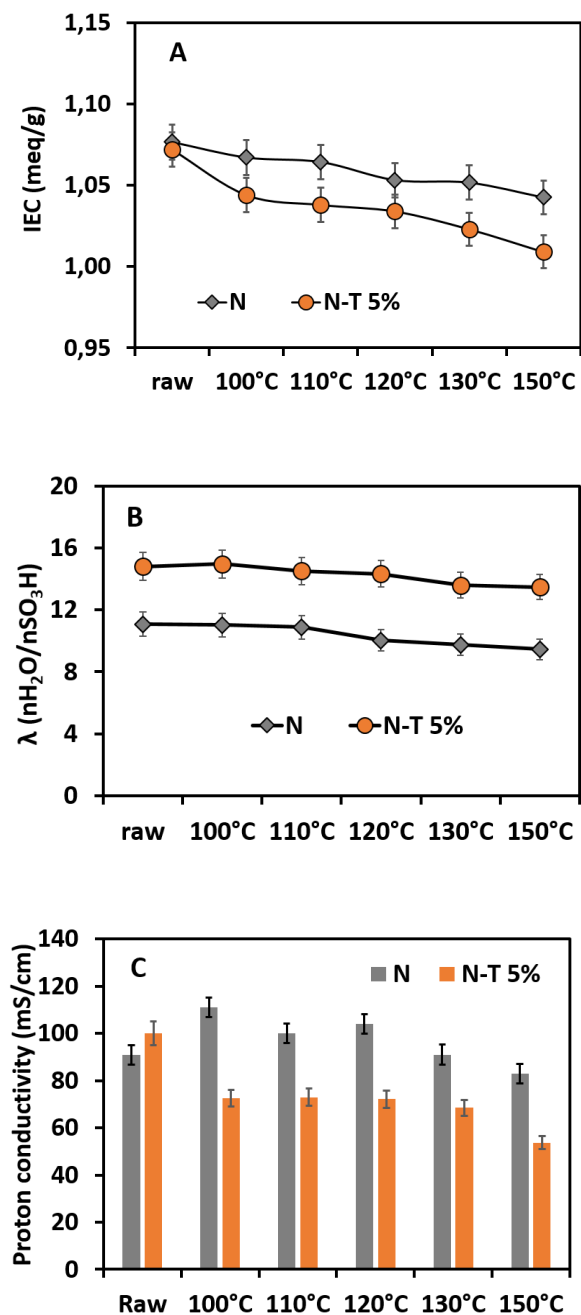 A
IEC (meq/g)
1,15
1,10
1,05
1,00
0,95
N
N-T 5%
raw 100°C 110°C 120°C 130°C 150°C
B
λ (nH₂O/nSO₃H)
20
16
12
8
4
0
N
N-T 5%
raw 100°C 110°C 120°C 130°C 150°C
C
N
N-T 5%
Proton conductivity (mS/cm)
140
120
100
80
60
40
20
0
Raw 100°C 110°C 120°C 130°C 150°C